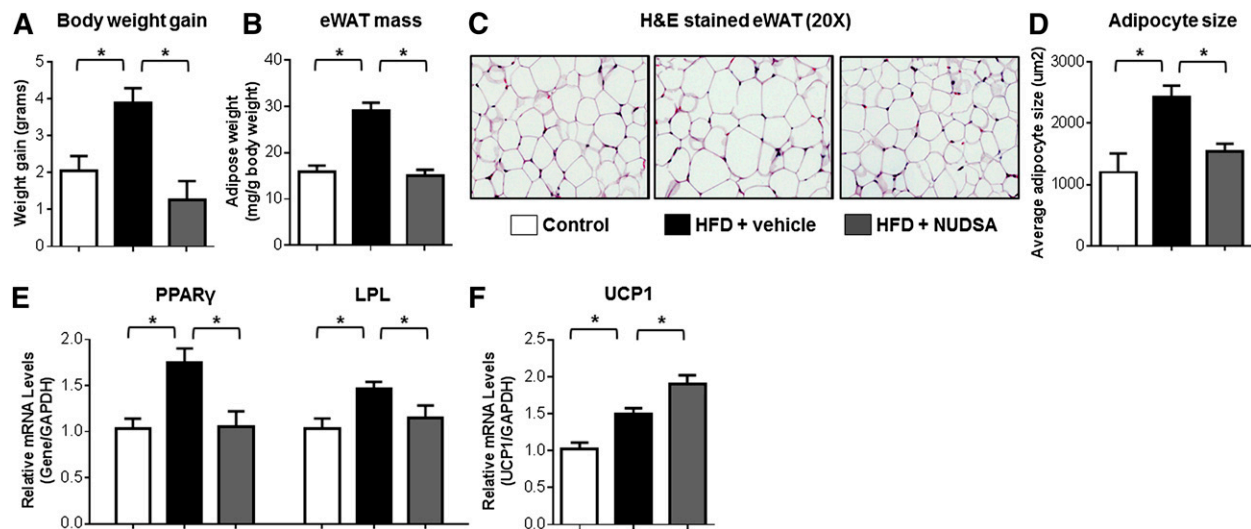 A Body weight gain
*
*
Weight gain (grams)
5
4
3
2
1
0
B eWAT mass
*
*
Adipose weight
(mg/g body weight)
40
30
20
10
0
C H&E stained eWAT (20X)
Control
HFD + vehicle
HFD + NUDSA
D Adipocyte size
*
*
Average adipocyte size (um2)
3000
2000
1000
0
E PPARγ
LPL
*
*
*
*
Relative mRNA Levels
(Gene/GAPDH)
2.0
1.5
1.0
0.5
0.0
F UCP1
*
*
Relative mRNA Levels
(UCP1/GAPDH)
2.5
2.0
1.5
1.0
0.5
0.0